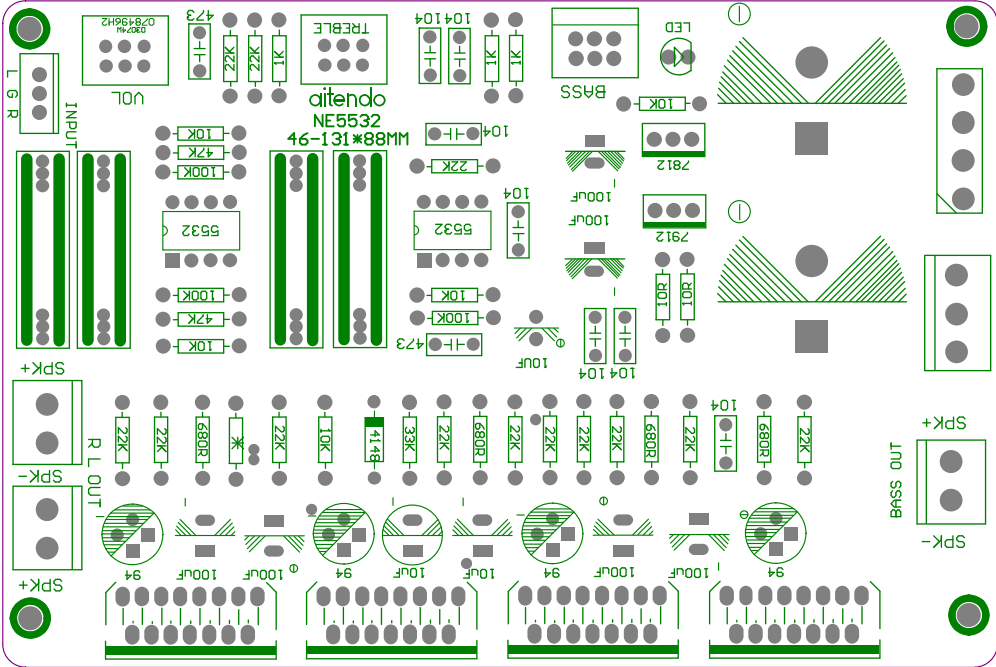 D3074W
O78496H2
VOL
473
22K
22K
1K
TREBLE
104
104
1K
1K
BASS
LED
L G R
INPUT
aitendo
NE5532
46-131*88MM
104
10K
7812
10K
47K
100K
22K
104
100uF
100uF
7912
5532
5532
10R
10R
100K
10K
47K
100K
10K
473
10UF
104
104
SPK+
22K
22K
680R
*
22K
10K
4148
33K
22K
680R
22K
22K
22K
22K
680R
22K
104
680R
22K
SPK+
R L OUT
SPK-
BASS OUT
SPK-
94
100uF
100uF
94
10uF
10uF
94
100uF
100uF
94
SPK+